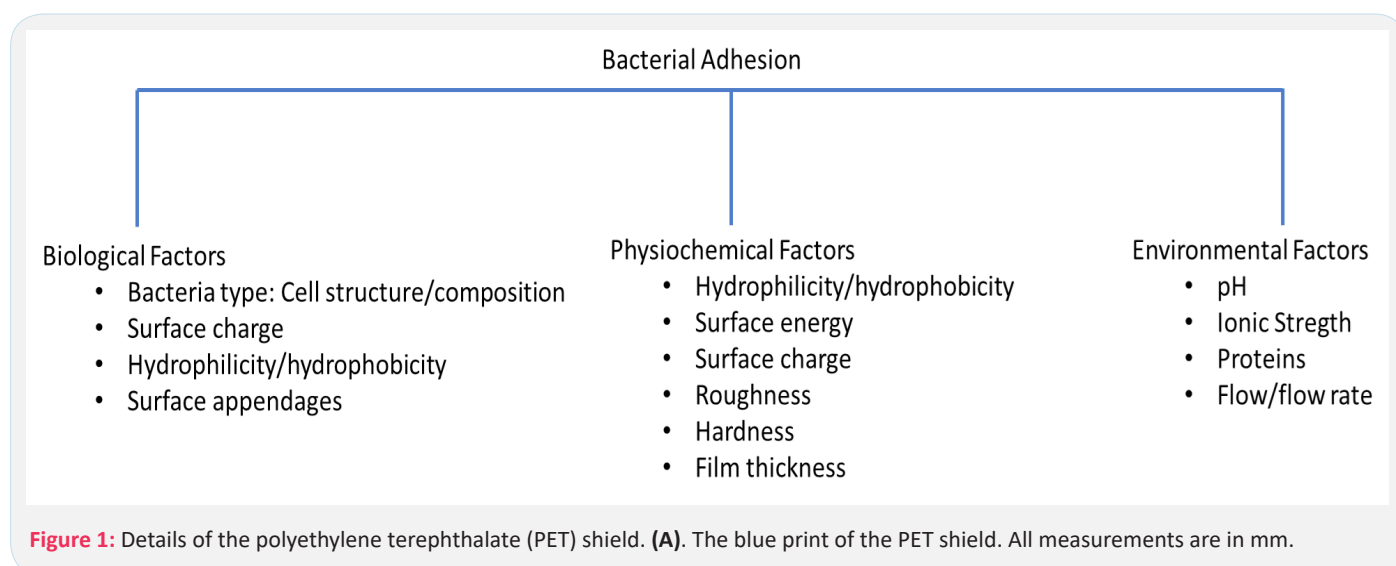 Bacterial Adhesion
Biological Factors
• Bacteria type: Cell structure/composition
• Surface charge
• Hydrophilicity/hydrophobicity
• Surface appendages
Physiochemical Factors
• Hydrophilicity/hydrophobicity
• Surface energy
• Surface charge
• Roughness
• Hardness
• Film thickness
Environmental Factors
• pH
• Ionic Stregth
• Proteins
• Flow/flow rate
Figure 1: Details of the polyethylene terephthalate (PET) shield. (A). The blue print of the PET shield. All measurements are in mm.